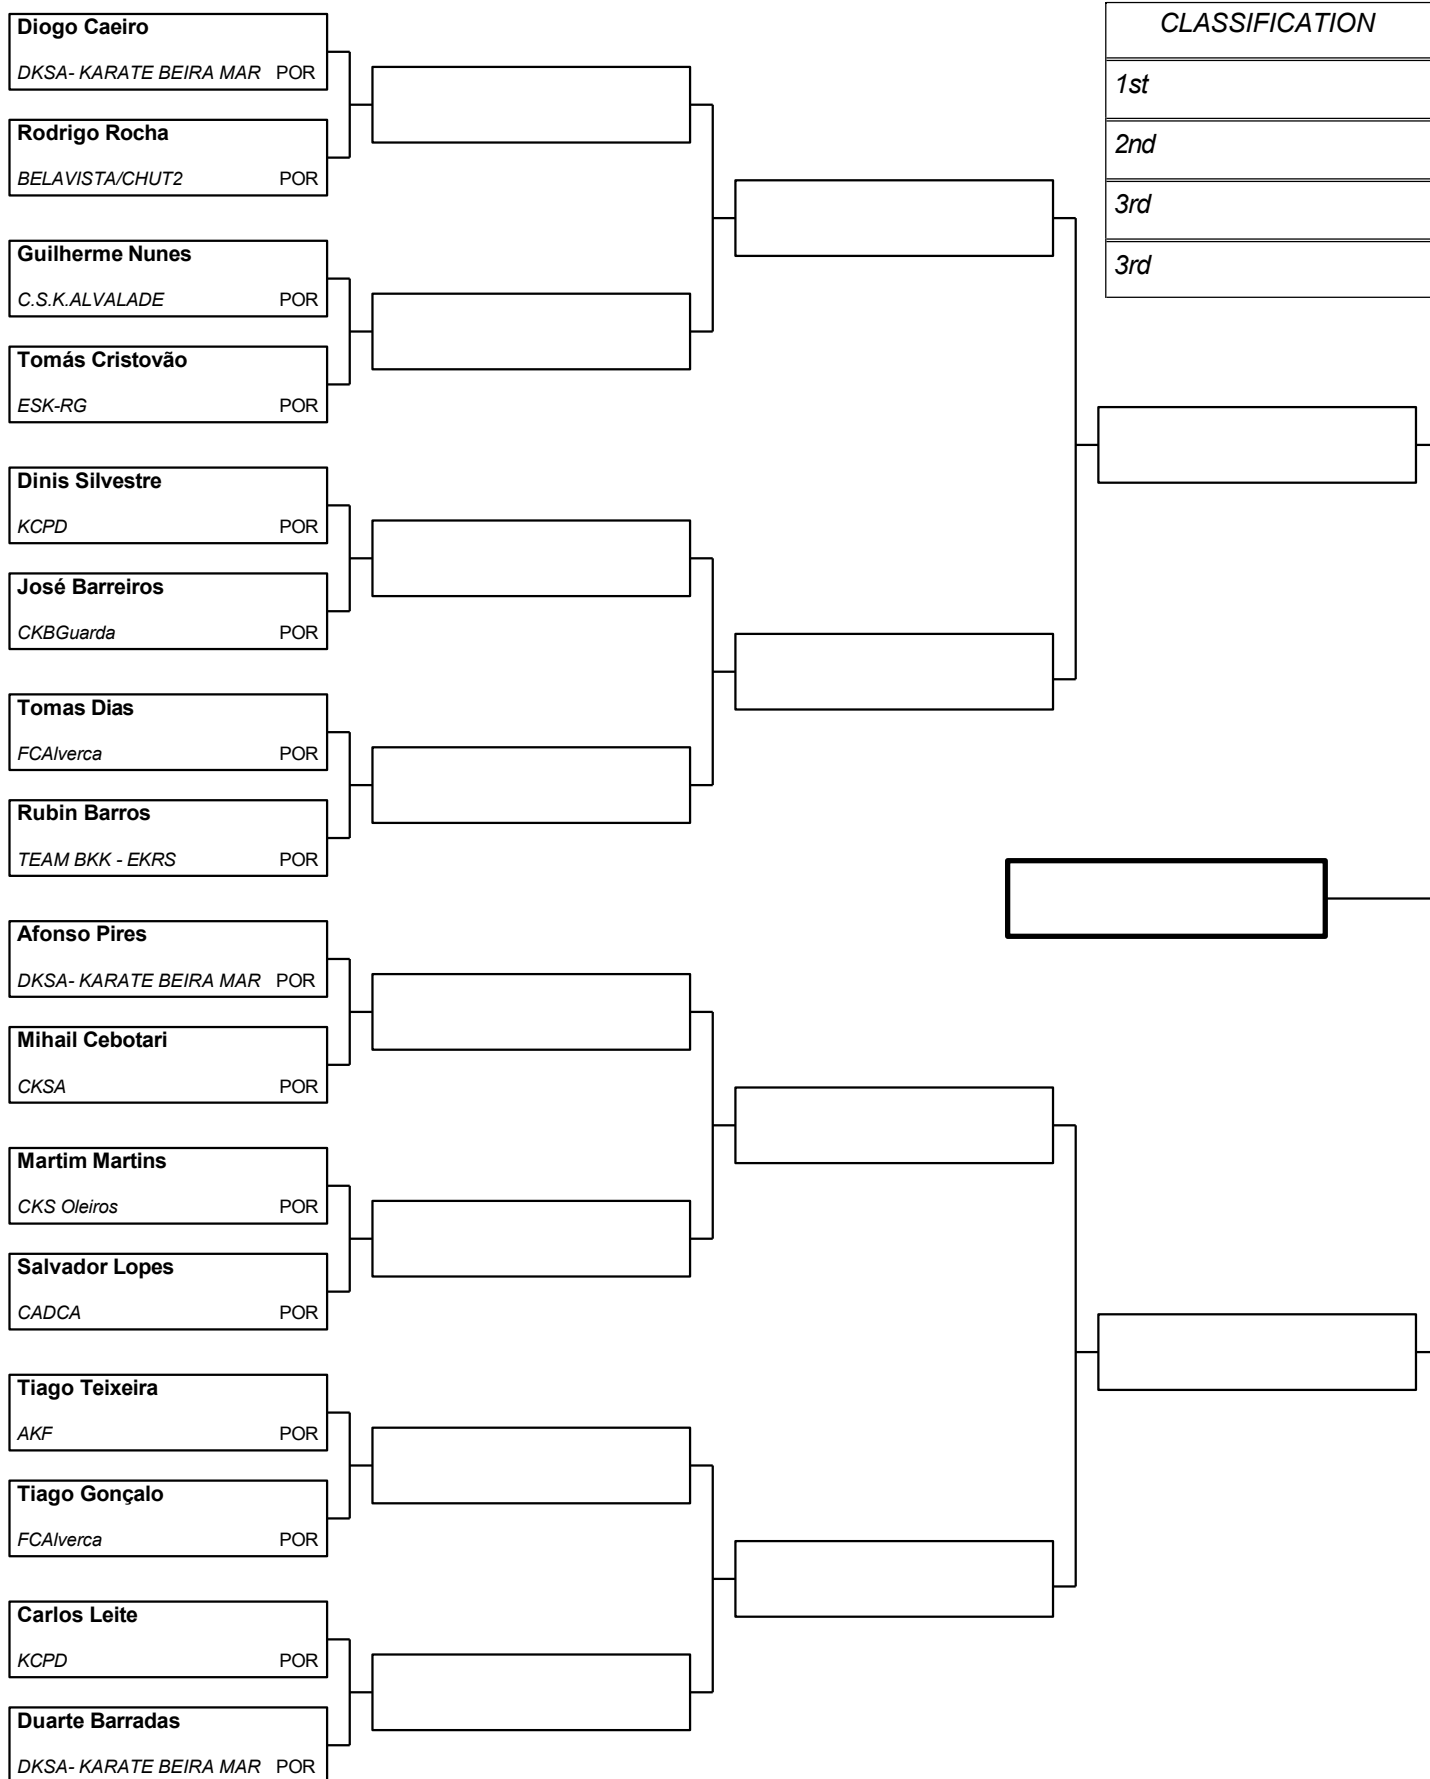 Diogo Caeiro
DKSA- KARATE BEIRA MAR POR
Rodrigo Rocha
BELAVISTA/CHUT2 POR
Guilherme Nunes
C.S.K.ALVALADE POR
Tomás Cristovão
ESK-RG POR
Dinis Silvestre
KCPD POR
José Barreiros
CKBGuarda POR
Tomas Dias
FCAlverca POR
Rubin Barros
TEAM BKK - EKRS POR
Afonso Pires
DKSA- KARATE BEIRA MAR POR
Mihail Cebotari
CKSA POR
Martim Martins
CKS Oleiros POR
Salvador Lopes
CADCA POR
Tiago Teixeira
AKF POR
Tiago Gonçalo
FCAlverca POR
Carlos Leite
KCPD POR
Duarte Barradas
DKSA- KARATE BEIRA MAR POR
CLASSIFICATION
1st
2nd
3rd
3rd